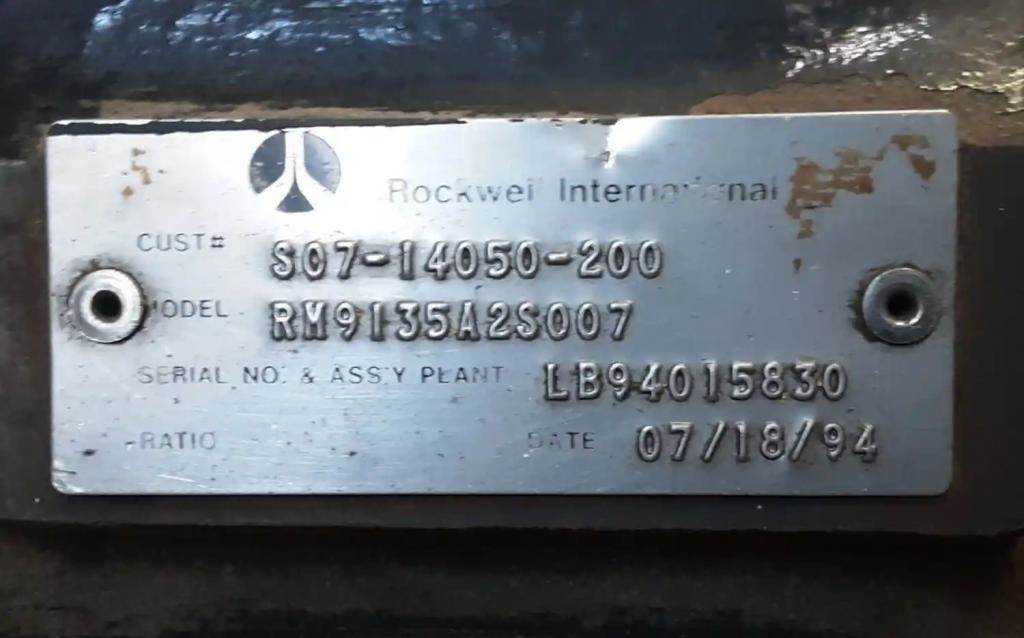 Rockwell International
CUST# S07-14050-200
MODEL RM9135A2S007
SERIAL NO. & ASS'Y PLANT LB94015830
RATIO DATE 07/18/94